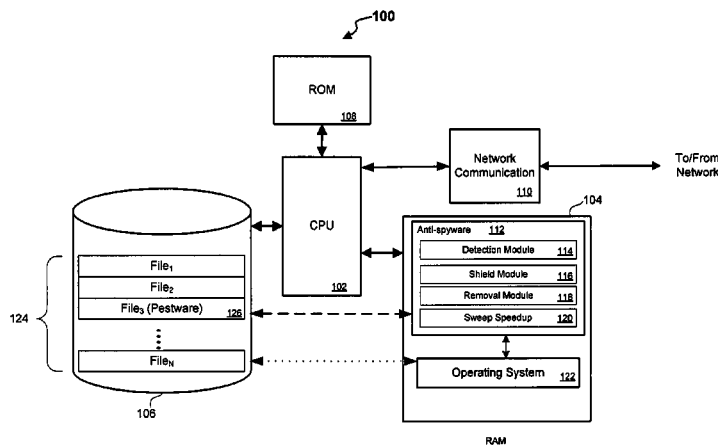 100
ROM
108
Network
Communication
110
To/From
Network
CPU
102
104
Anti-spyware 112
Detection Module 114
Shield Module 116
Removal Module 118
Sweep Speedup 120
Operating System 122
RAM
124
File1
File2
File3 (Pestware) 126
FileN
106